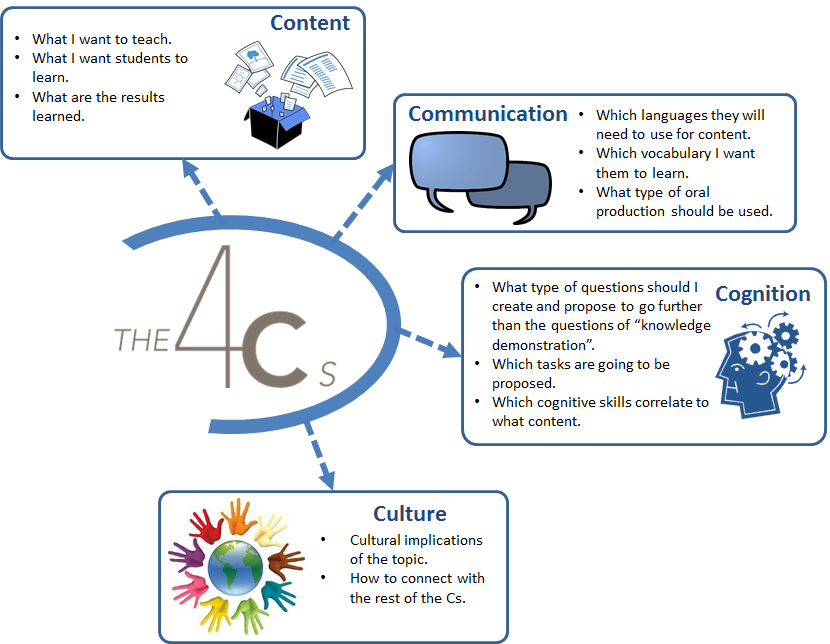 Content
• What I want to teach.
• What I want students to
learn.
• What are the results
learned.
Communication
• Which languages they will
need to use for content.
• Which vocabulary I want
them to learn.
• What type of oral
production should be used.
THE 4Cs
Cognition
• What type of questions should I
create and propose to go further
than the questions of “knowledge
demonstration”.
• Which tasks are going to be
proposed.
• Which cognitive skills correlate to
what content.
Culture
• Cultural implications
of the topic.
• How to connect with
the rest of the Cs.